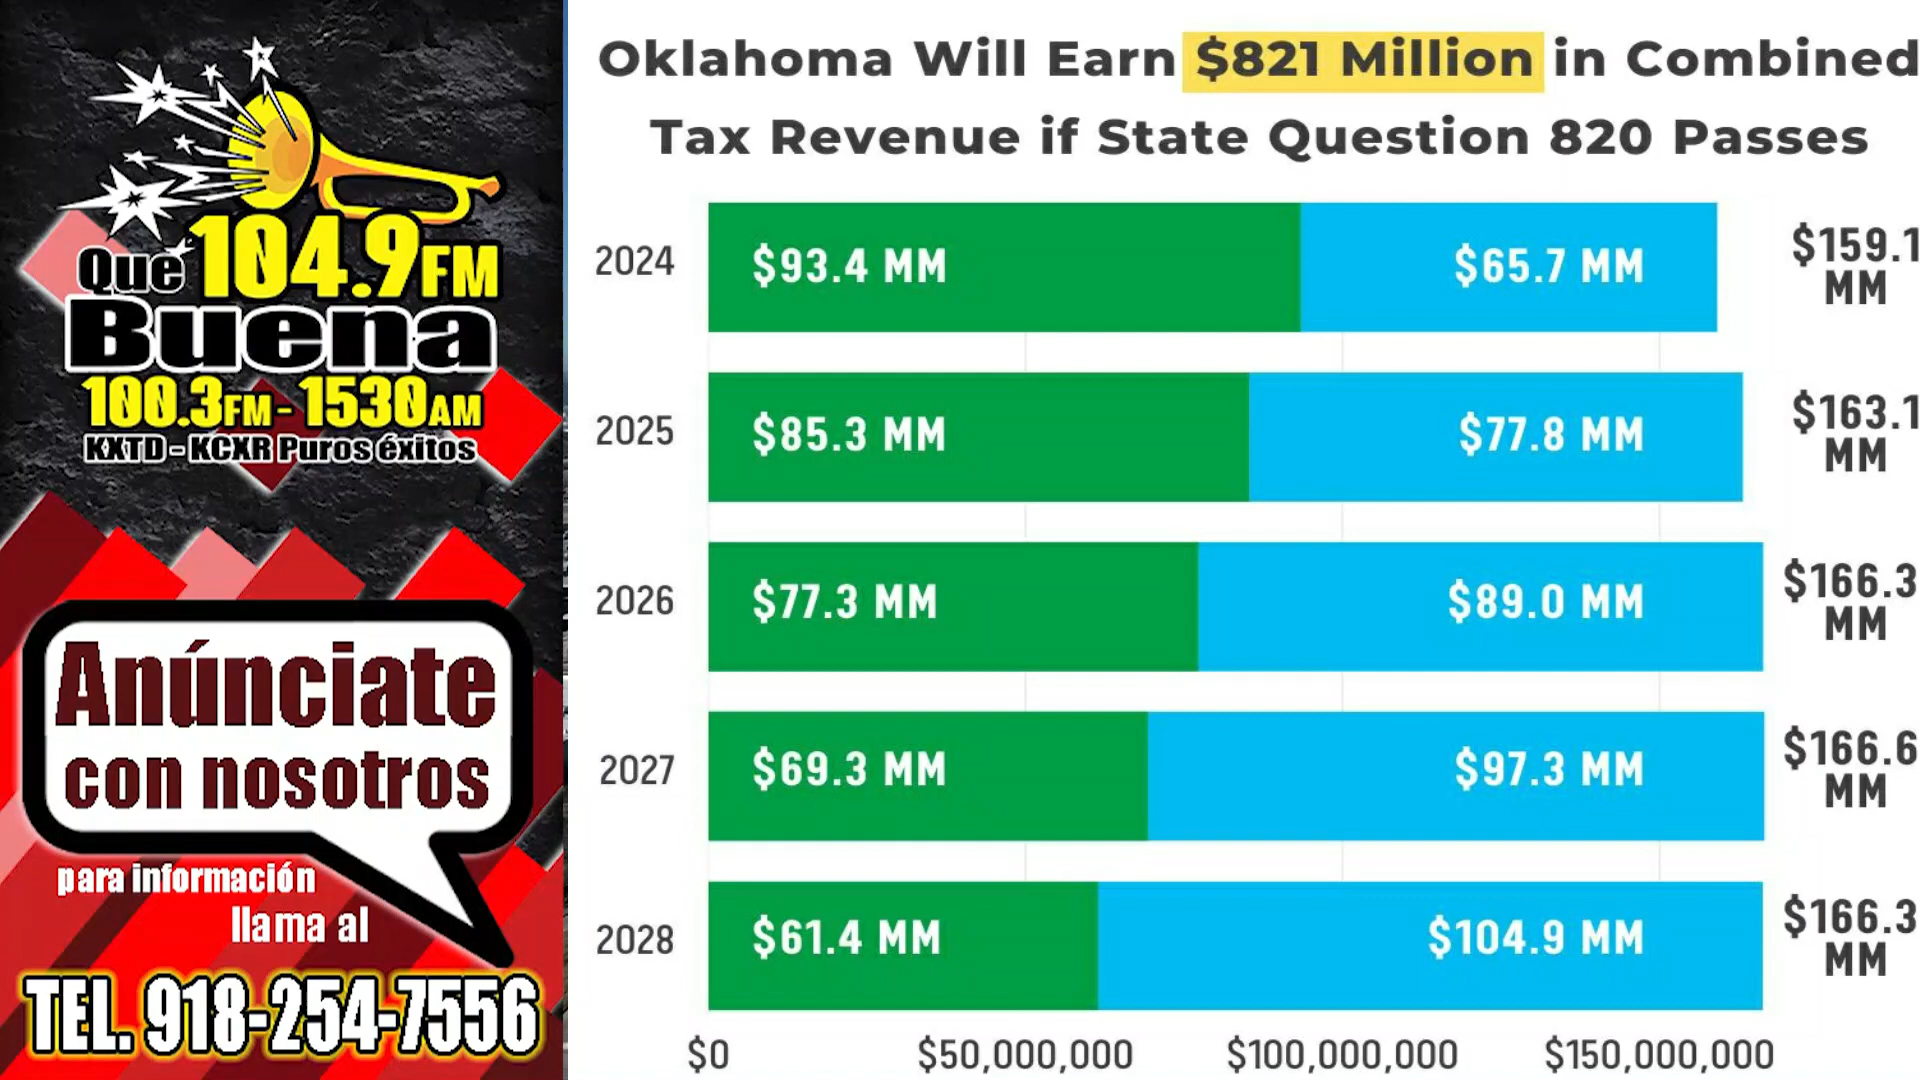 Que 104.9FM
Buena
100.3FM - 1530AM
KXTD - KCXR Puros éxitos
Anúnciate
con nosotros
para información
llama al
TEL. 918-254-7556
Oklahoma Will Earn $821 Million in Combined
Tax Revenue if State Question 820 Passes
2024 $93.4 MM $65.7 MM $159.1 MM
2025 $85.3 MM $77.8 MM $163.1 MM
2026 $77.3 MM $89.0 MM $166.3 MM
2027 $69.3 MM $97.3 MM $166.6 MM
2028 $61.4 MM $104.9 MM $166.3 MM
$0 $50,000,000 $100,000,000 $150,000,000